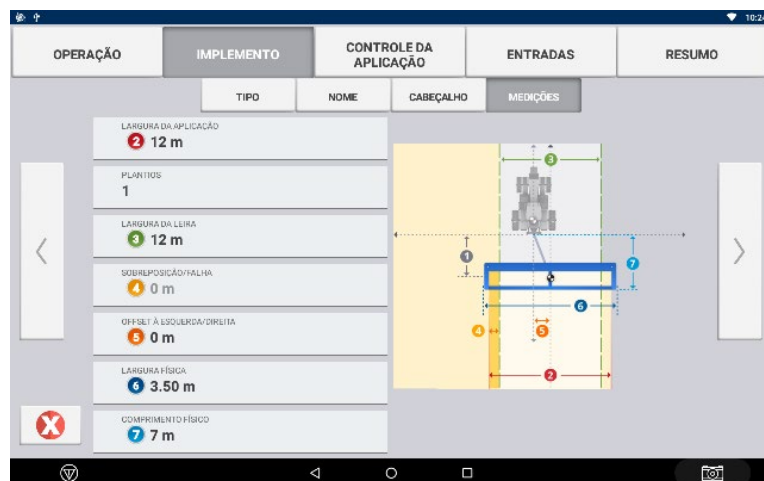 10:24
OPERAÇÃO
IMPLEMENTO
CONTROLE DA
APLICAÇÃO
ENTRADAS
RESUMO
TIPO
NOME
CABEÇALHO
MEDIÇÕES
LARGURA DA APLICAÇÃO
2 12 m
PLANTIOS
1
LARGURA DA LEIRA
3 12 m
SOBREPOSIÇÃO/FALHA
4 0 m
OFFSET À ESQUERDA/DIREITA
5 0 m
LARGURA FÍSICA
6 3.50 m
COMPRIMENTO FÍSICO
7 7 m
3
1
7
6
4
5
2